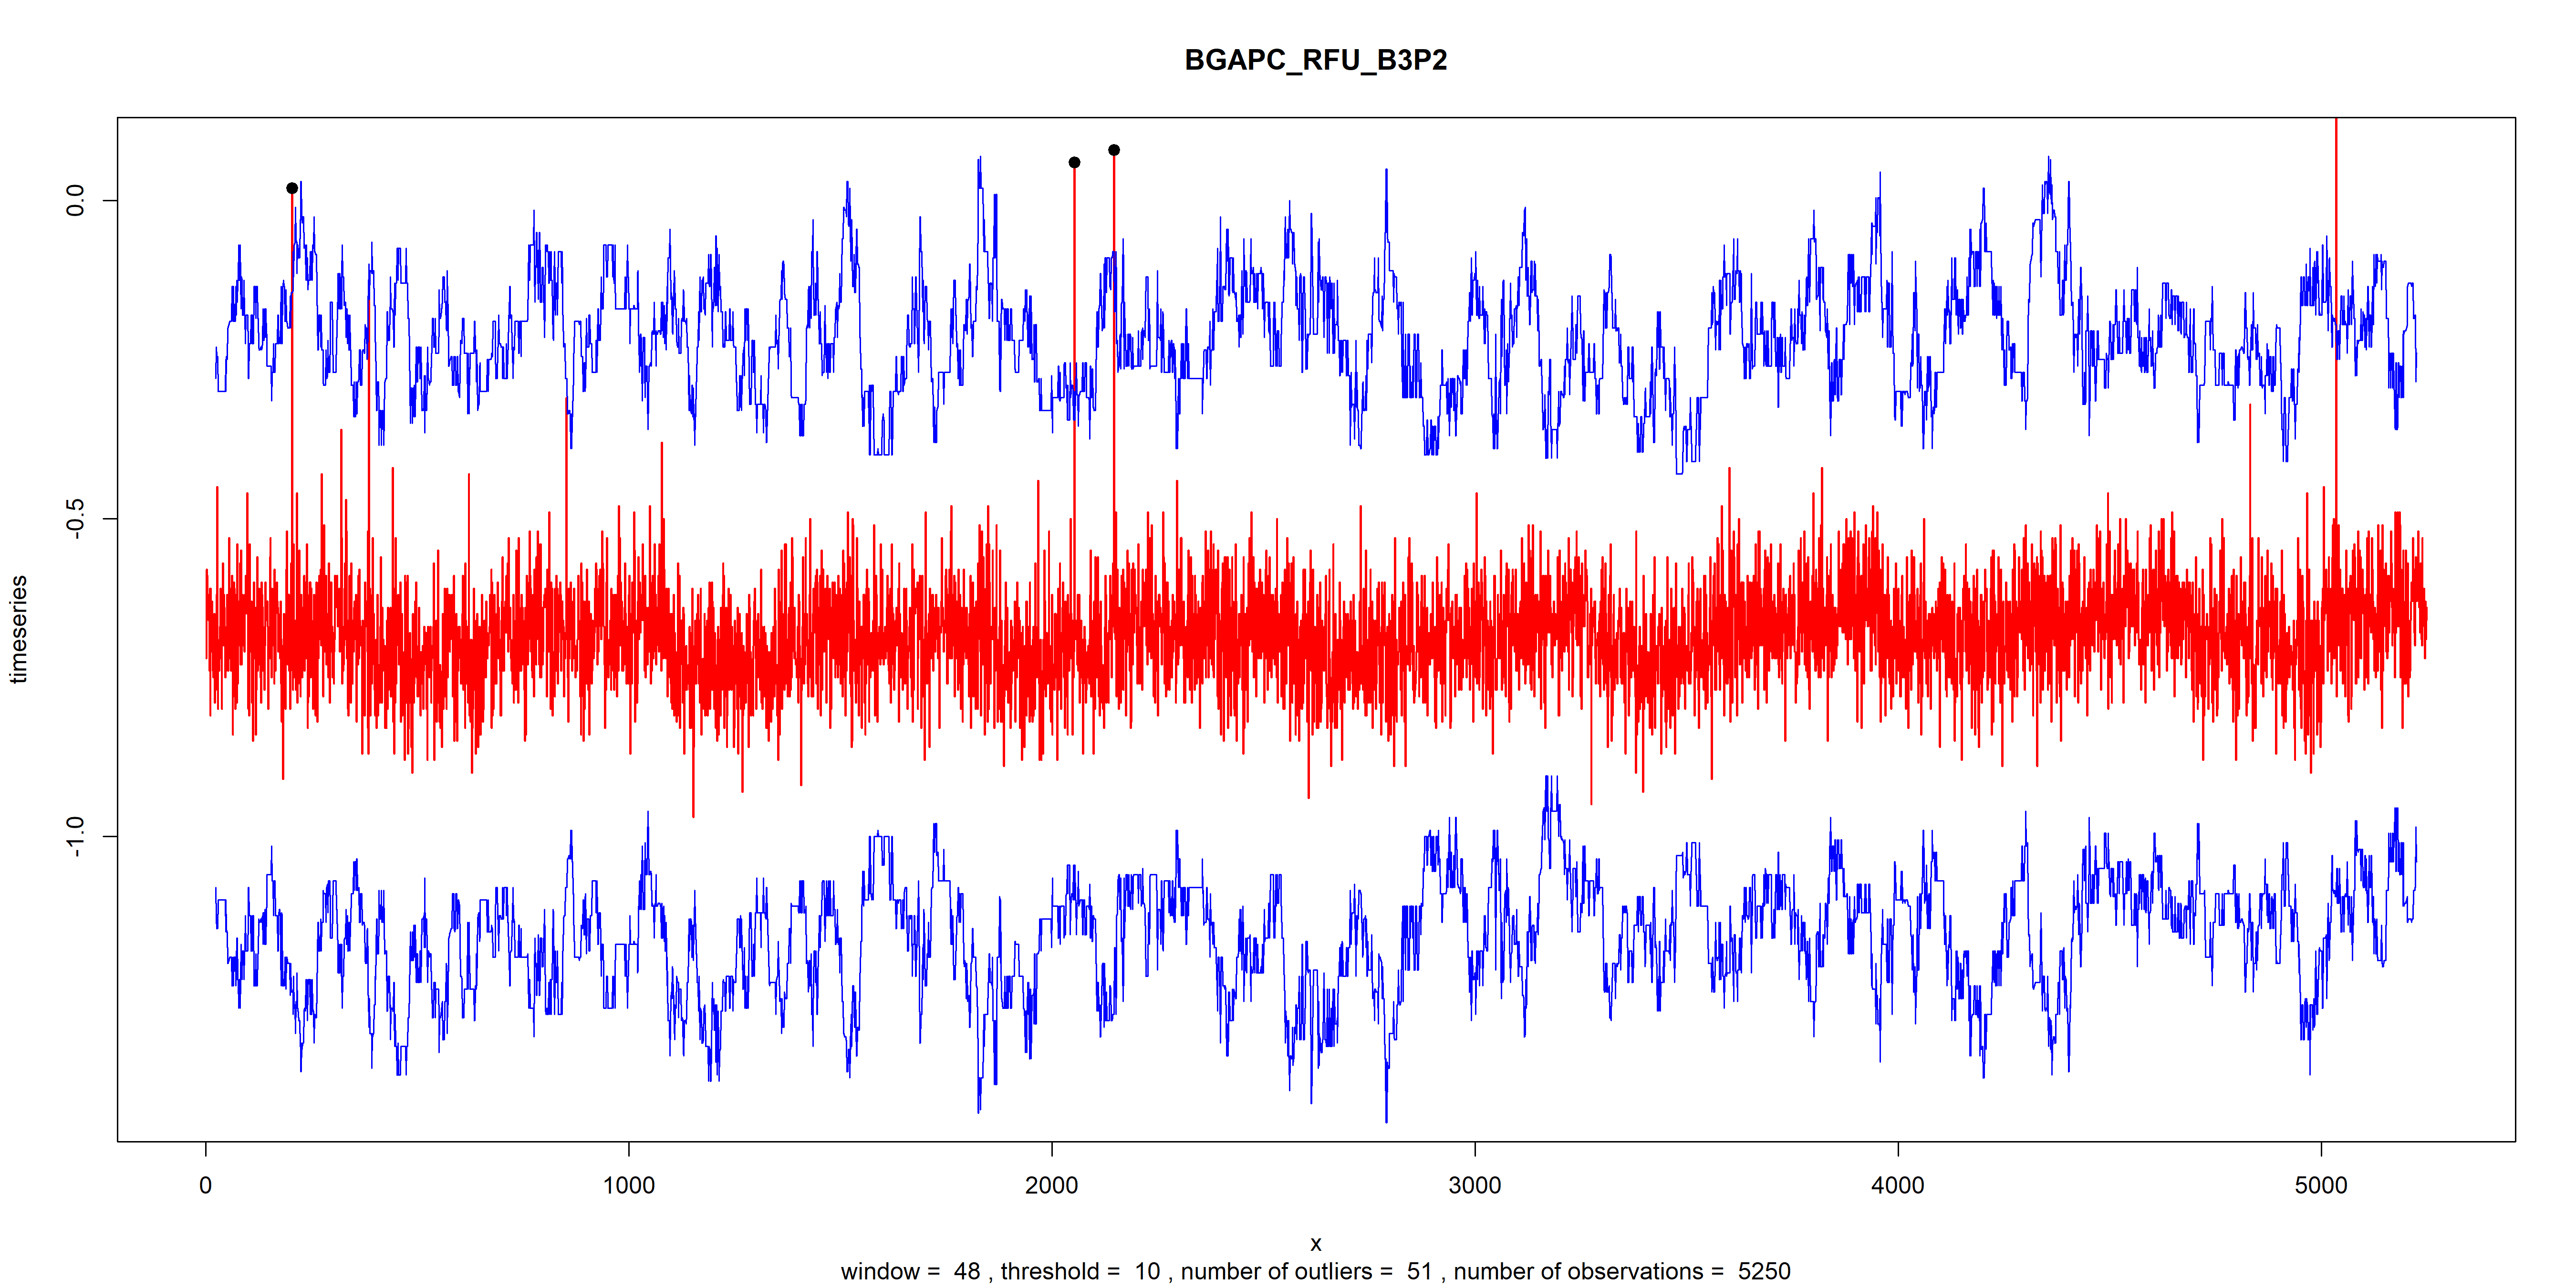 BGAPC_RFU_B3P2
timeseries
0.0
-0.5
-1.0
0 1000 2000 3000 4000 5000
x
window = 48 , threshold = 10 , number of outliers = 51 , number of observations = 5250